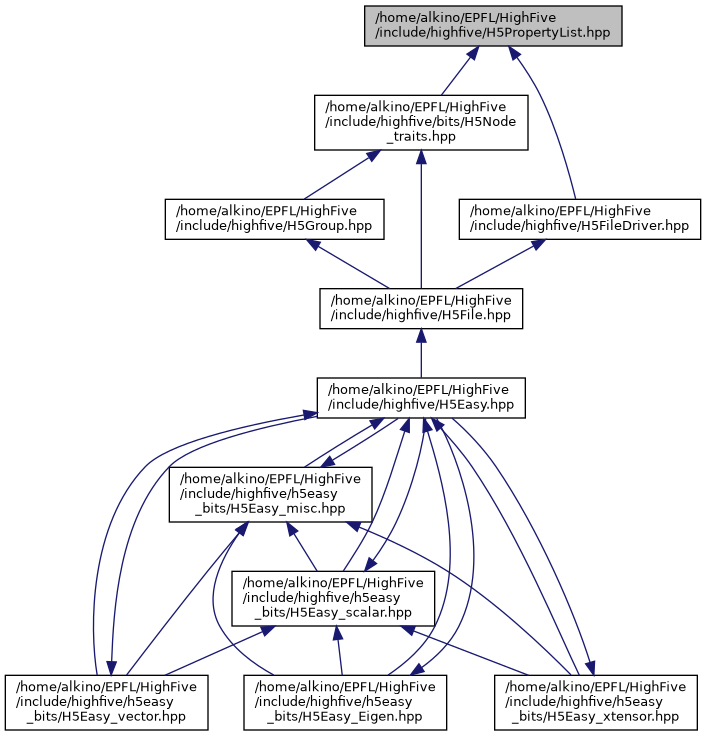 /home/alkino/EPFL/HighFive
/include/highfive/H5PropertyList.hpp
/home/alkino/EPFL/HighFive
/include/highfive/bits/H5Node
_traits.hpp
/home/alkino/EPFL/HighFive
/include/highfive/H5Group.hpp
/home/alkino/EPFL/HighFive
/include/highfive/H5FileDriver.hpp
/home/alkino/EPFL/HighFive
/include/highfive/H5File.hpp
/home/alkino/EPFL/HighFive
/include/highfive/H5Easy.hpp
/home/alkino/EPFL/HighFive
/include/highfive/h5easy
_bits/H5Easy_misc.hpp
/home/alkino/EPFL/HighFive
/include/highfive/h5easy
_bits/H5Easy_scalar.hpp
/home/alkino/EPFL/HighFive
/include/highfive/h5easy
_bits/H5Easy_vector.hpp
/home/alkino/EPFL/HighFive
/include/highfive/h5easy
_bits/H5Easy_Eigen.hpp
/home/alkino/EPFL/HighFive
/include/highfive/h5easy
_bits/H5Easy_xtensor.hpp